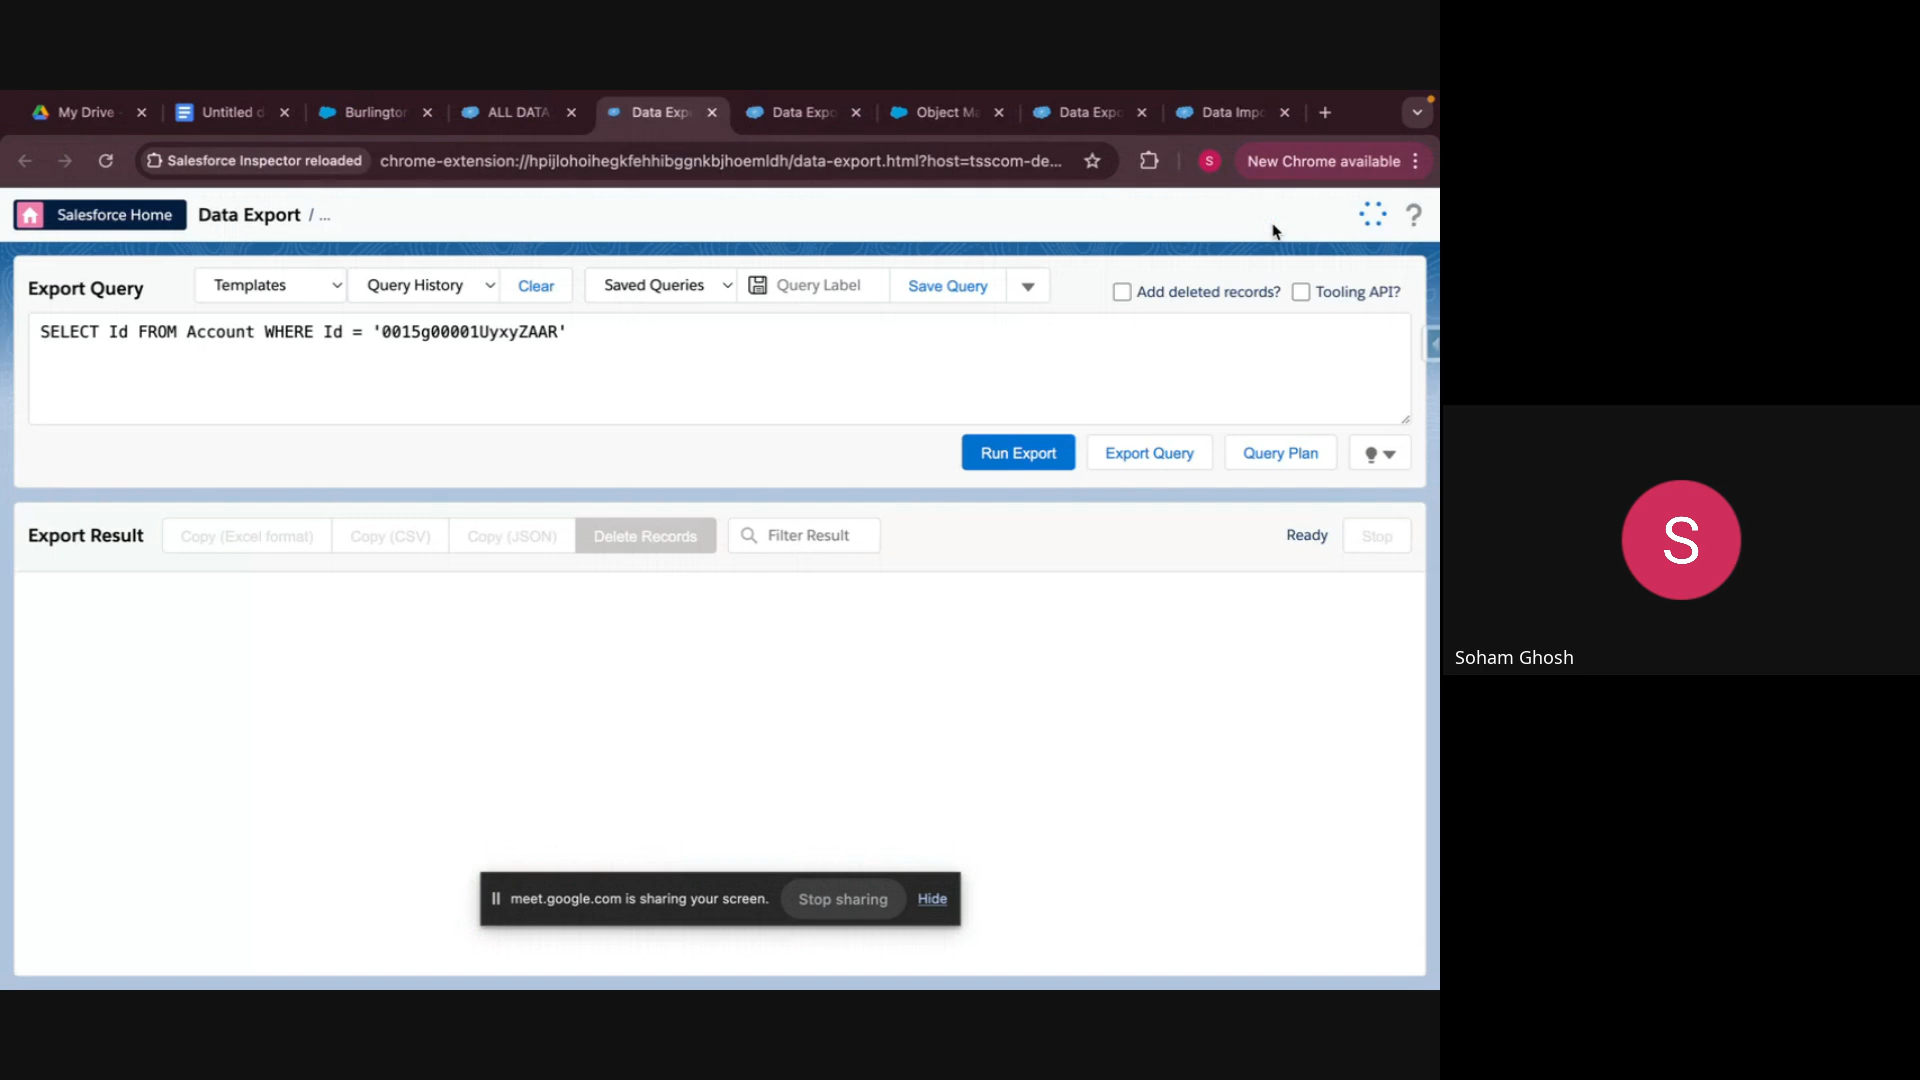 My Drive -
Untitled d
Burlington
ALL DATA
Data Exp
Data Expo
Object Ma
Data Expo
Data Impo
Salesforce Inspector reloaded
chrome-extension://hpijlohoihegkfehhibggnkbjhoemldh/data-export.html?host=tsscom-de...
S
New Chrome available
Salesforce Home
Data Export / ...
?
Export Query
Templates
Query History
Clear
Saved Queries
Query Label
Save Query
Add deleted records?
Tooling API?
SELECT Id FROM Account WHERE Id = '0015g00001UyxyZAAR'
Run Export
Export Query
Query Plan
Export Result
Copy (Excel format)
Copy (CSV)
Copy (JSON)
Delete Records
Filter Result
Ready
Stop
S
Soham Ghosh
meet.google.com is sharing your screen.
Stop sharing
Hide